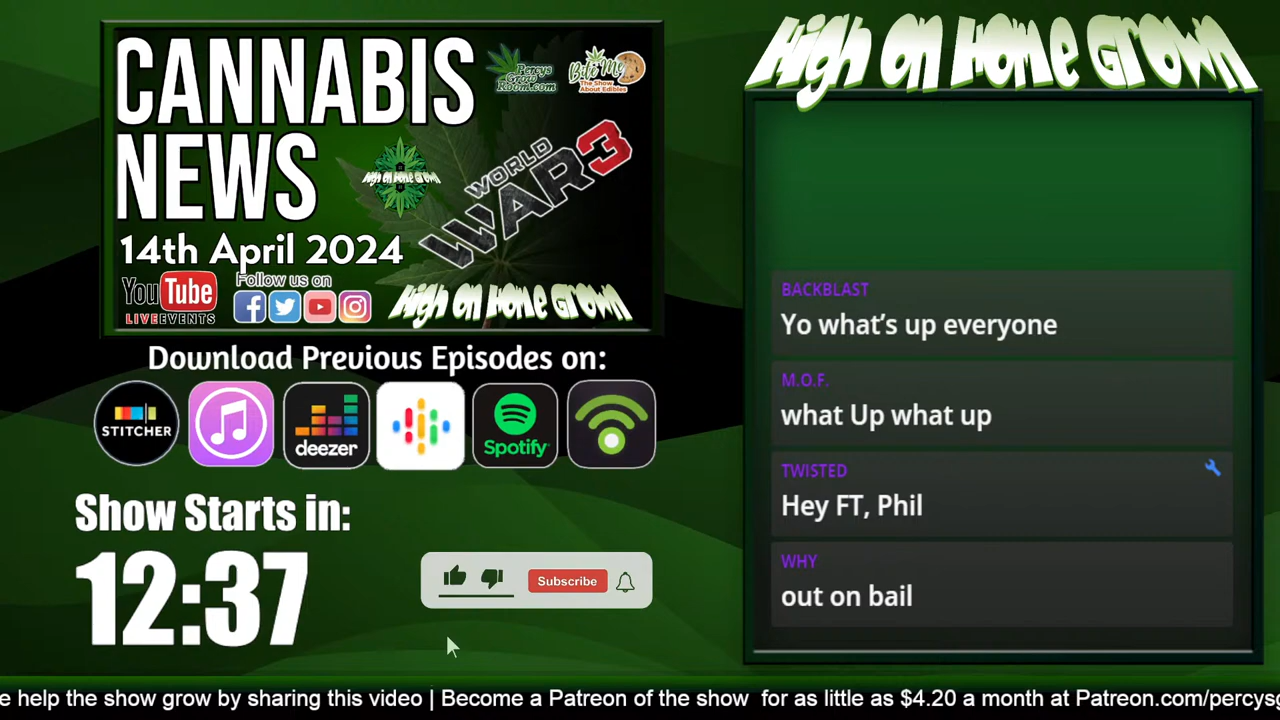 CANNABIS
NEWS
Percys
Grow
Room.com
Bite Me
The Show
About Edibles
WORLD
WAR3
High on Home Grown
14th April 2024
YouTube
LIVE EVENTS
Follow us on
High on Home Grown
Download Previous Episodes on:
STITCHER
deezer
Spotify
Show Starts in:
12:37
Subscribe
High on Home Grown
BACKBLAST
Yo what’s up everyone
M.O.F.
what Up what up
TWISTED
Hey FT, Phil
WHY
out on bail
e help the show grow by sharing this video | Become a Patreon of the show for as little as $4.20 a month at Patreon.com/percysg